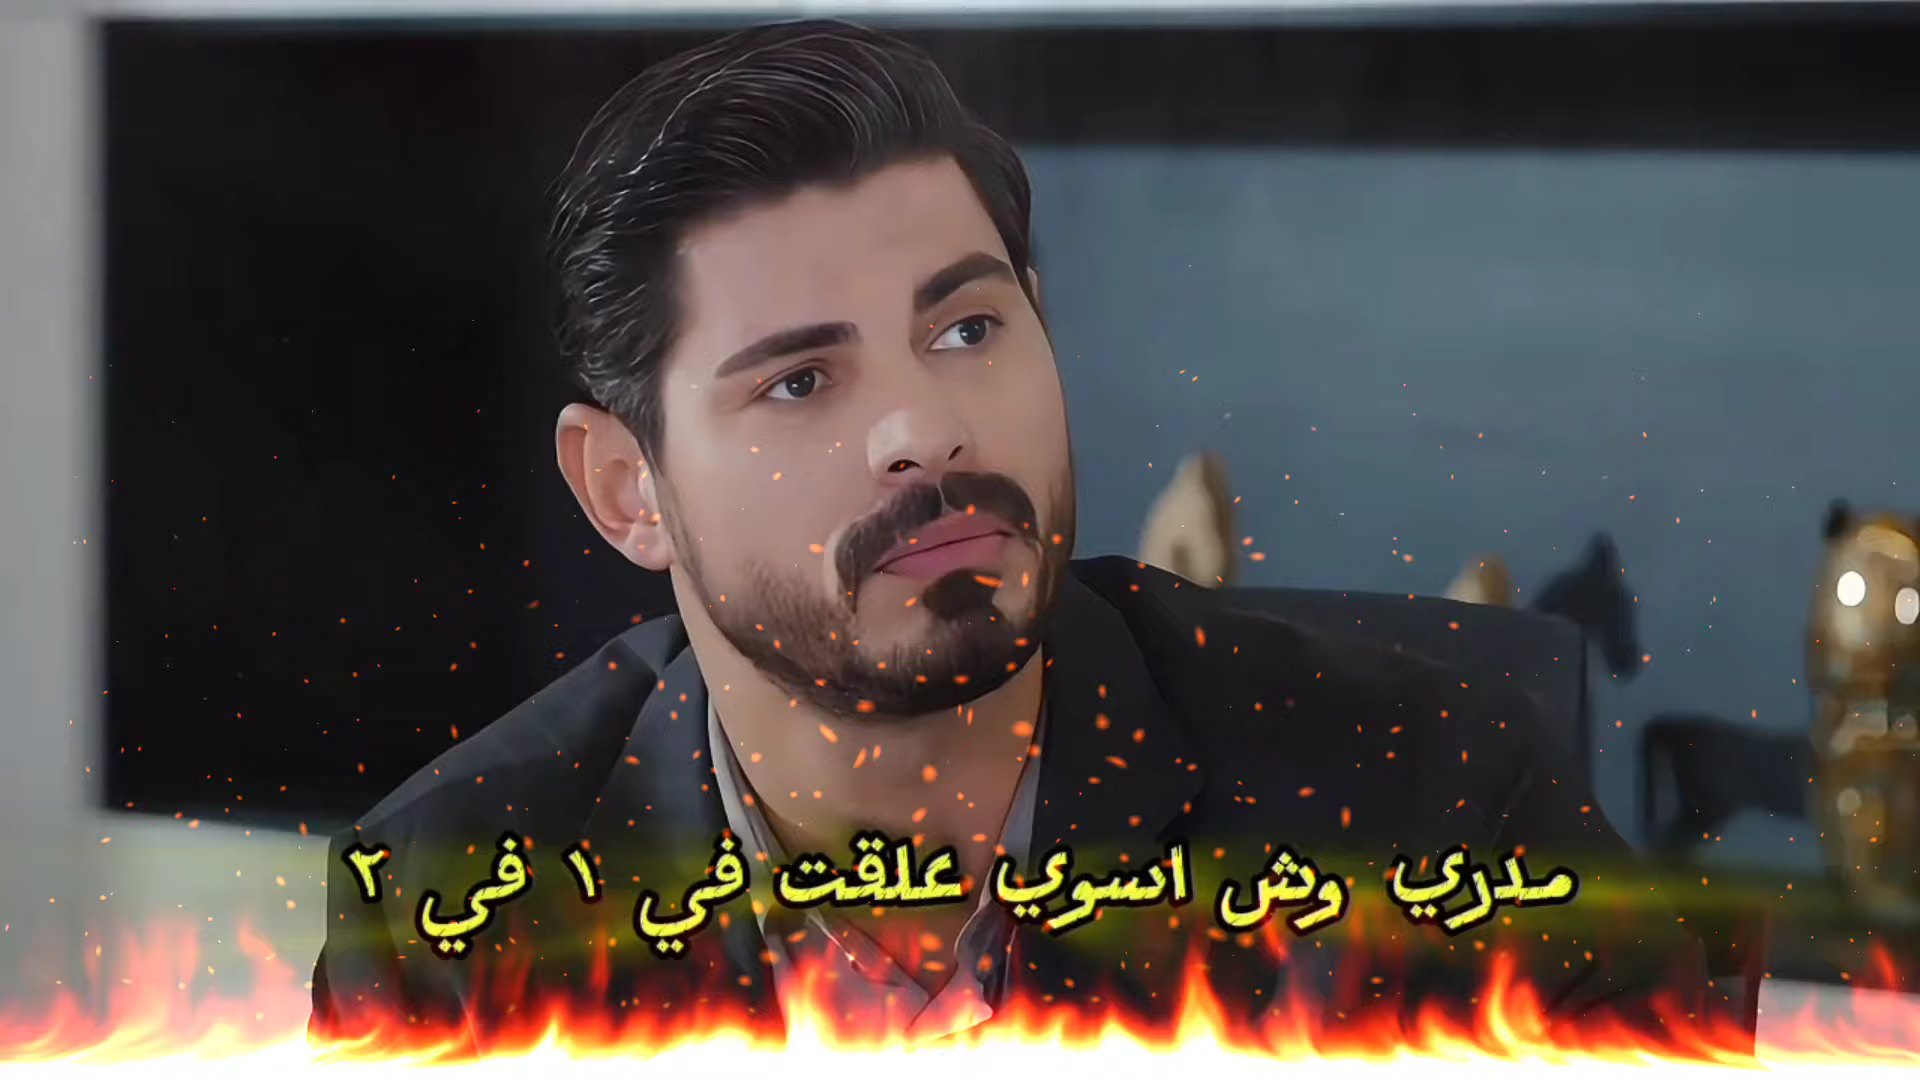 مدري وش اسوي علقت في ١ في ٢